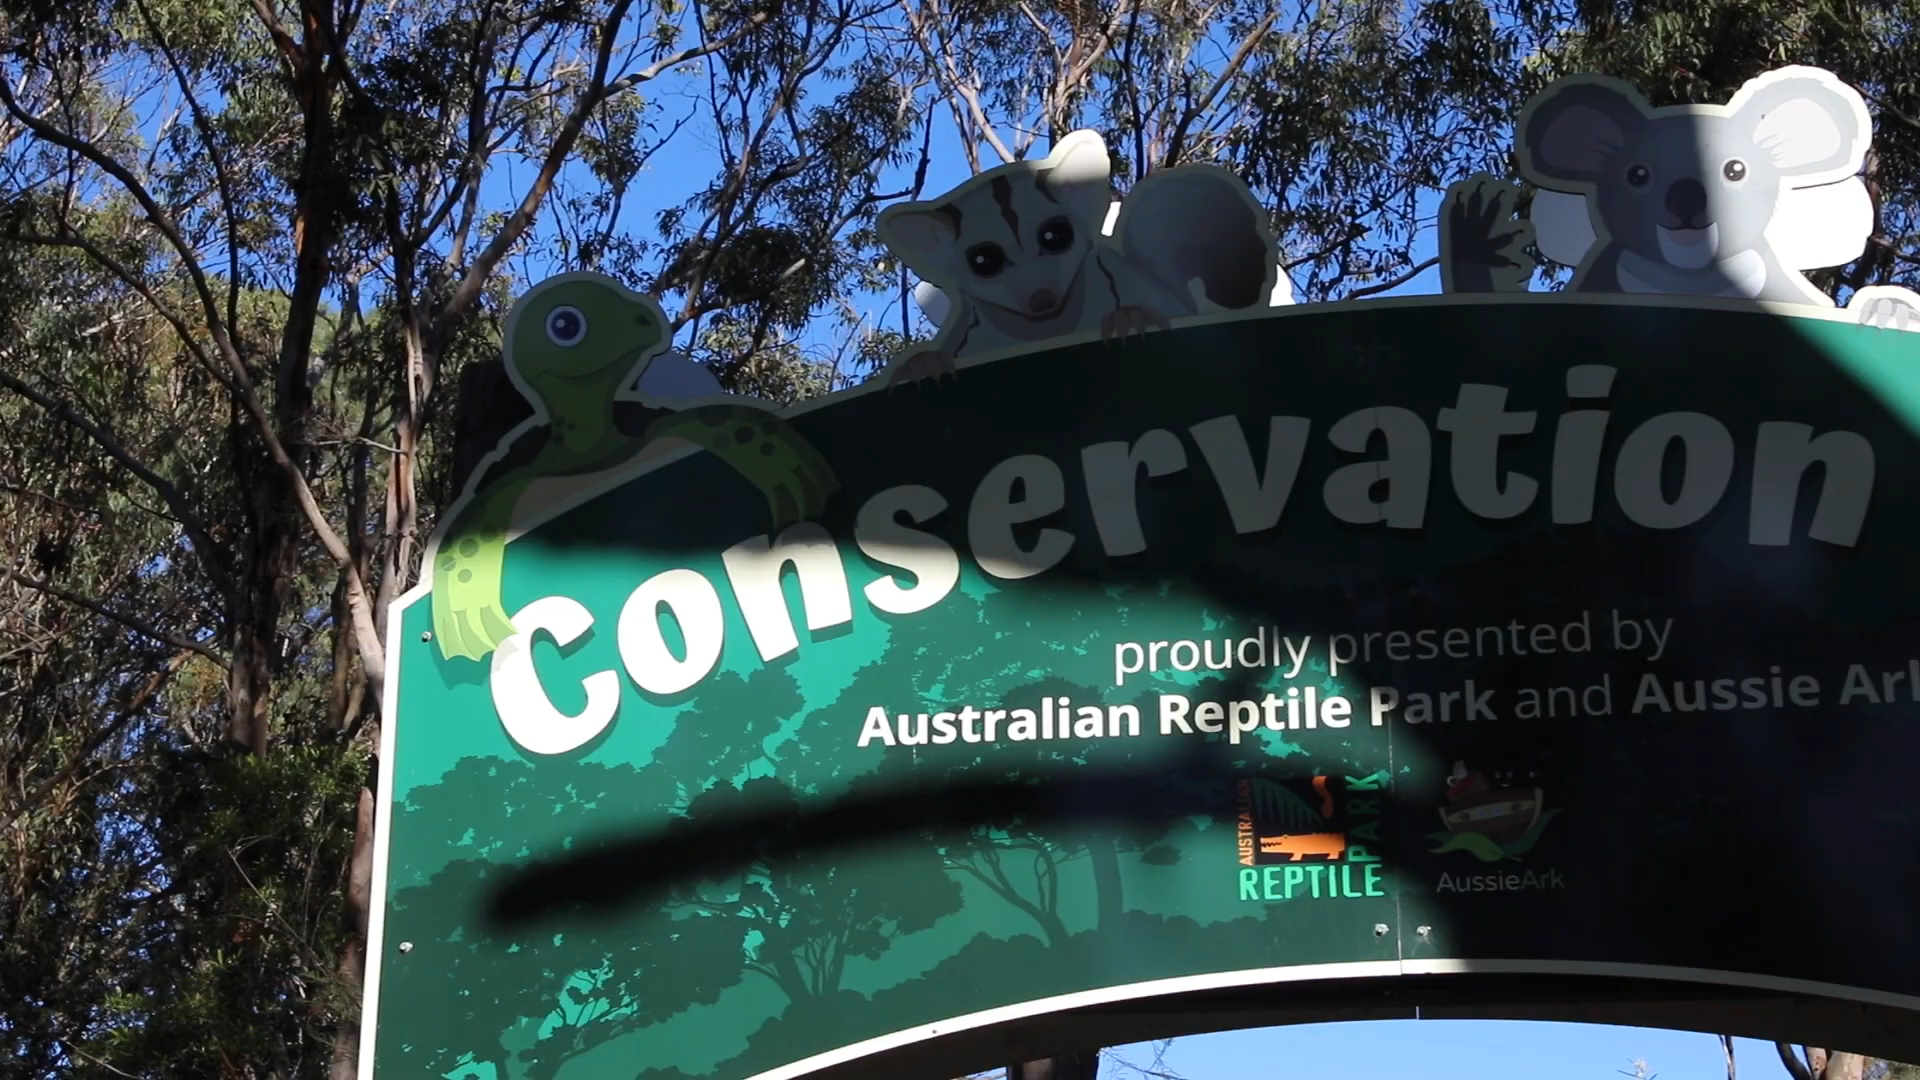 Conservation
proudly presented by
Australian Reptile Park and Aussie Ark
AUSTRALIAN
REPTILE
PARK
AussieArk